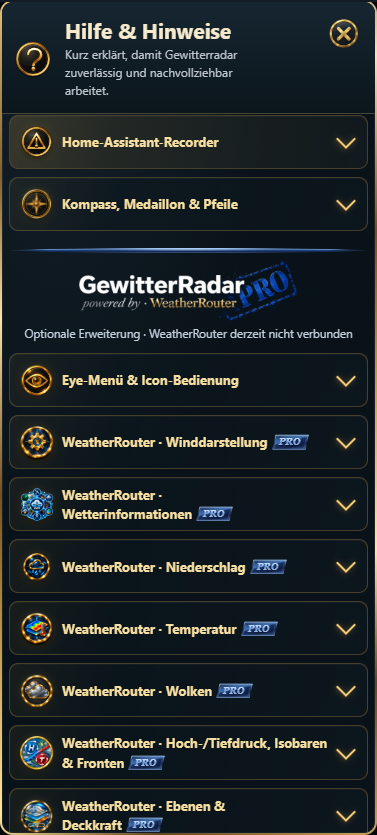 Hilfe & Hinweise
Kurz erklärt, damit Gewitterradar
zuverlässig und nachvollziehbar
arbeitet.
Home-Assistant-Recorder
Kompass, Medaillon & Pfeile
GewitterRadar PRO
powered by · WeatherRouter
Optionale Erweiterung · WeatherRouter derzeit nicht verbunden
Eye-Menü & Icon-Bedienung
WeatherRouter · Winddarstellung PRO
WeatherRouter ·
Wetterinformationen PRO
WeatherRouter · Niederschlag PRO
WeatherRouter · Temperatur PRO
WeatherRouter · Wolken PRO
H
T
WeatherRouter · Hoch-/Tiefdruck, Isobaren
& Fronten PRO
WeatherRouter · Ebenen &
Deckkraft PRO